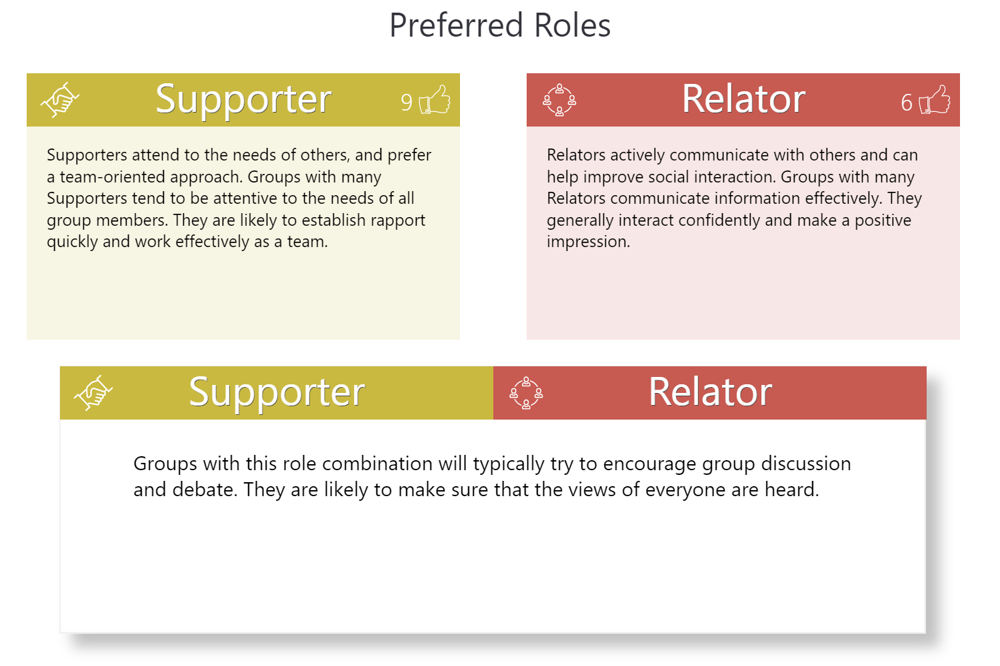 Preferred Roles
Supporter
9
Supporters attend to the needs of others, and prefer
a team-oriented approach. Groups with many
Supporters tend to be attentive to the needs of all
group members. They are likely to establish rapport
quickly and work effectively as a team.
Relator
6
Relators actively communicate with others and can
help improve social interaction. Groups with many
Relators communicate information effectively. They
generally interact confidently and make a positive
impression.
Supporter
Relator
Groups with this role combination will typically try to encourage group discussion
and debate. They are likely to make sure that the views of everyone are heard.